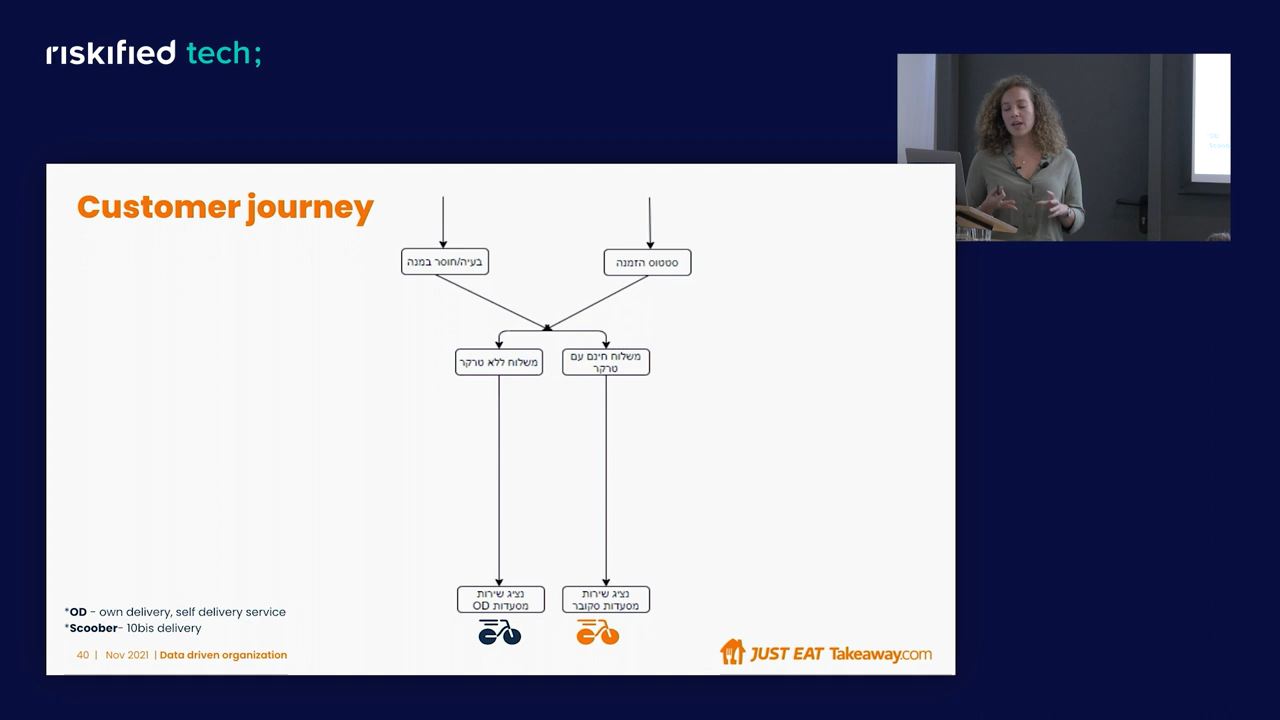 riskified tech;
Customer journey
בעיה/חוסר במנה
סטטוס הזמנה
משלוח ללא טרקר
משלוח חינם עם
טרקר
נציג שירות
מסעדות OD
נציג שירות
מסעדות סקובר
*OD - own delivery, self delivery service
*Scoober- 10bis delivery
40 | Nov 2021 | Data driven organization
JUST EAT Takeaway.com